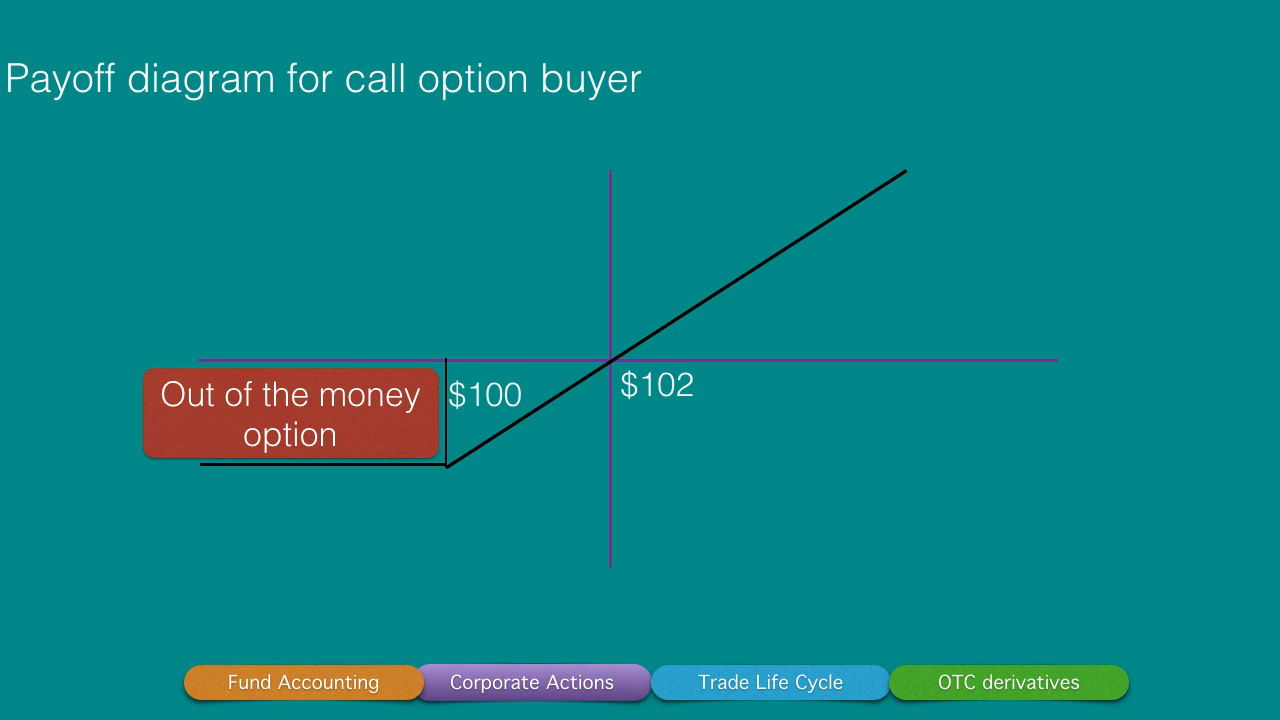 Payoff diagram for call option buyer
Out of the money
option
$100
$102
Fund Accounting
Corporate Actions
Trade Life Cycle
OTC derivatives